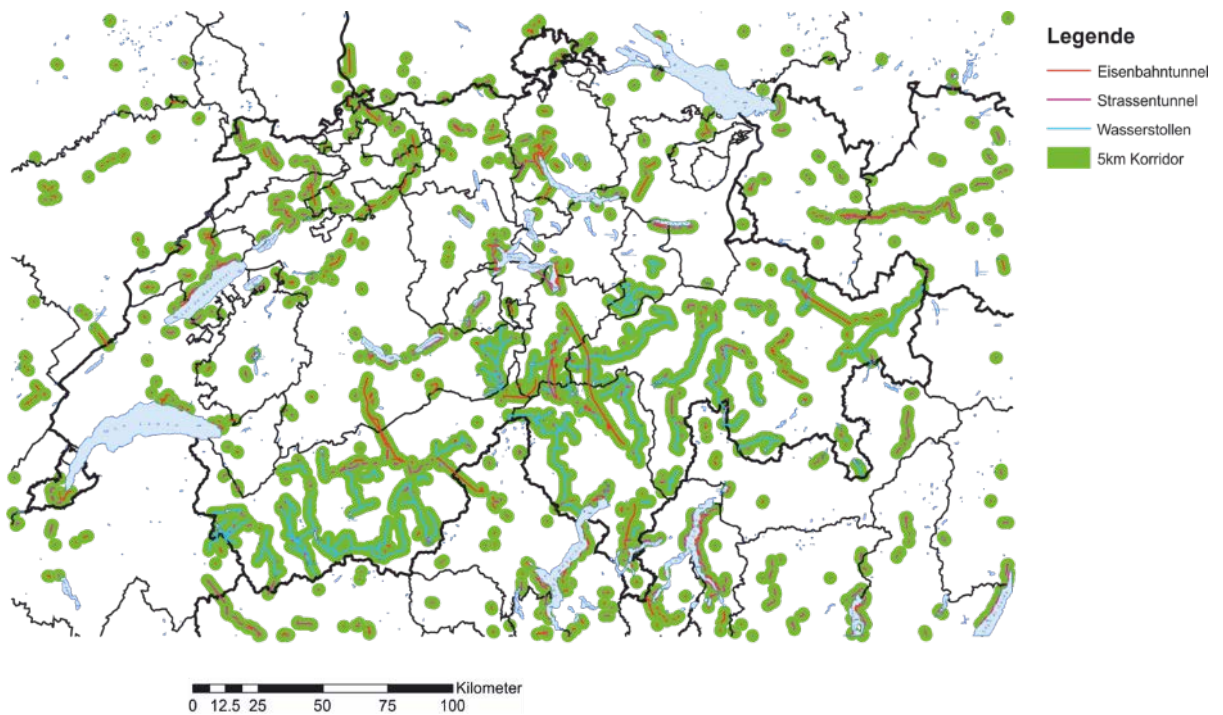 Legende
Eisenbahntunnel
Strassentunnel
Wasserstollen
5km Korridor
Kilometer
0 12.5 25 50 75 100